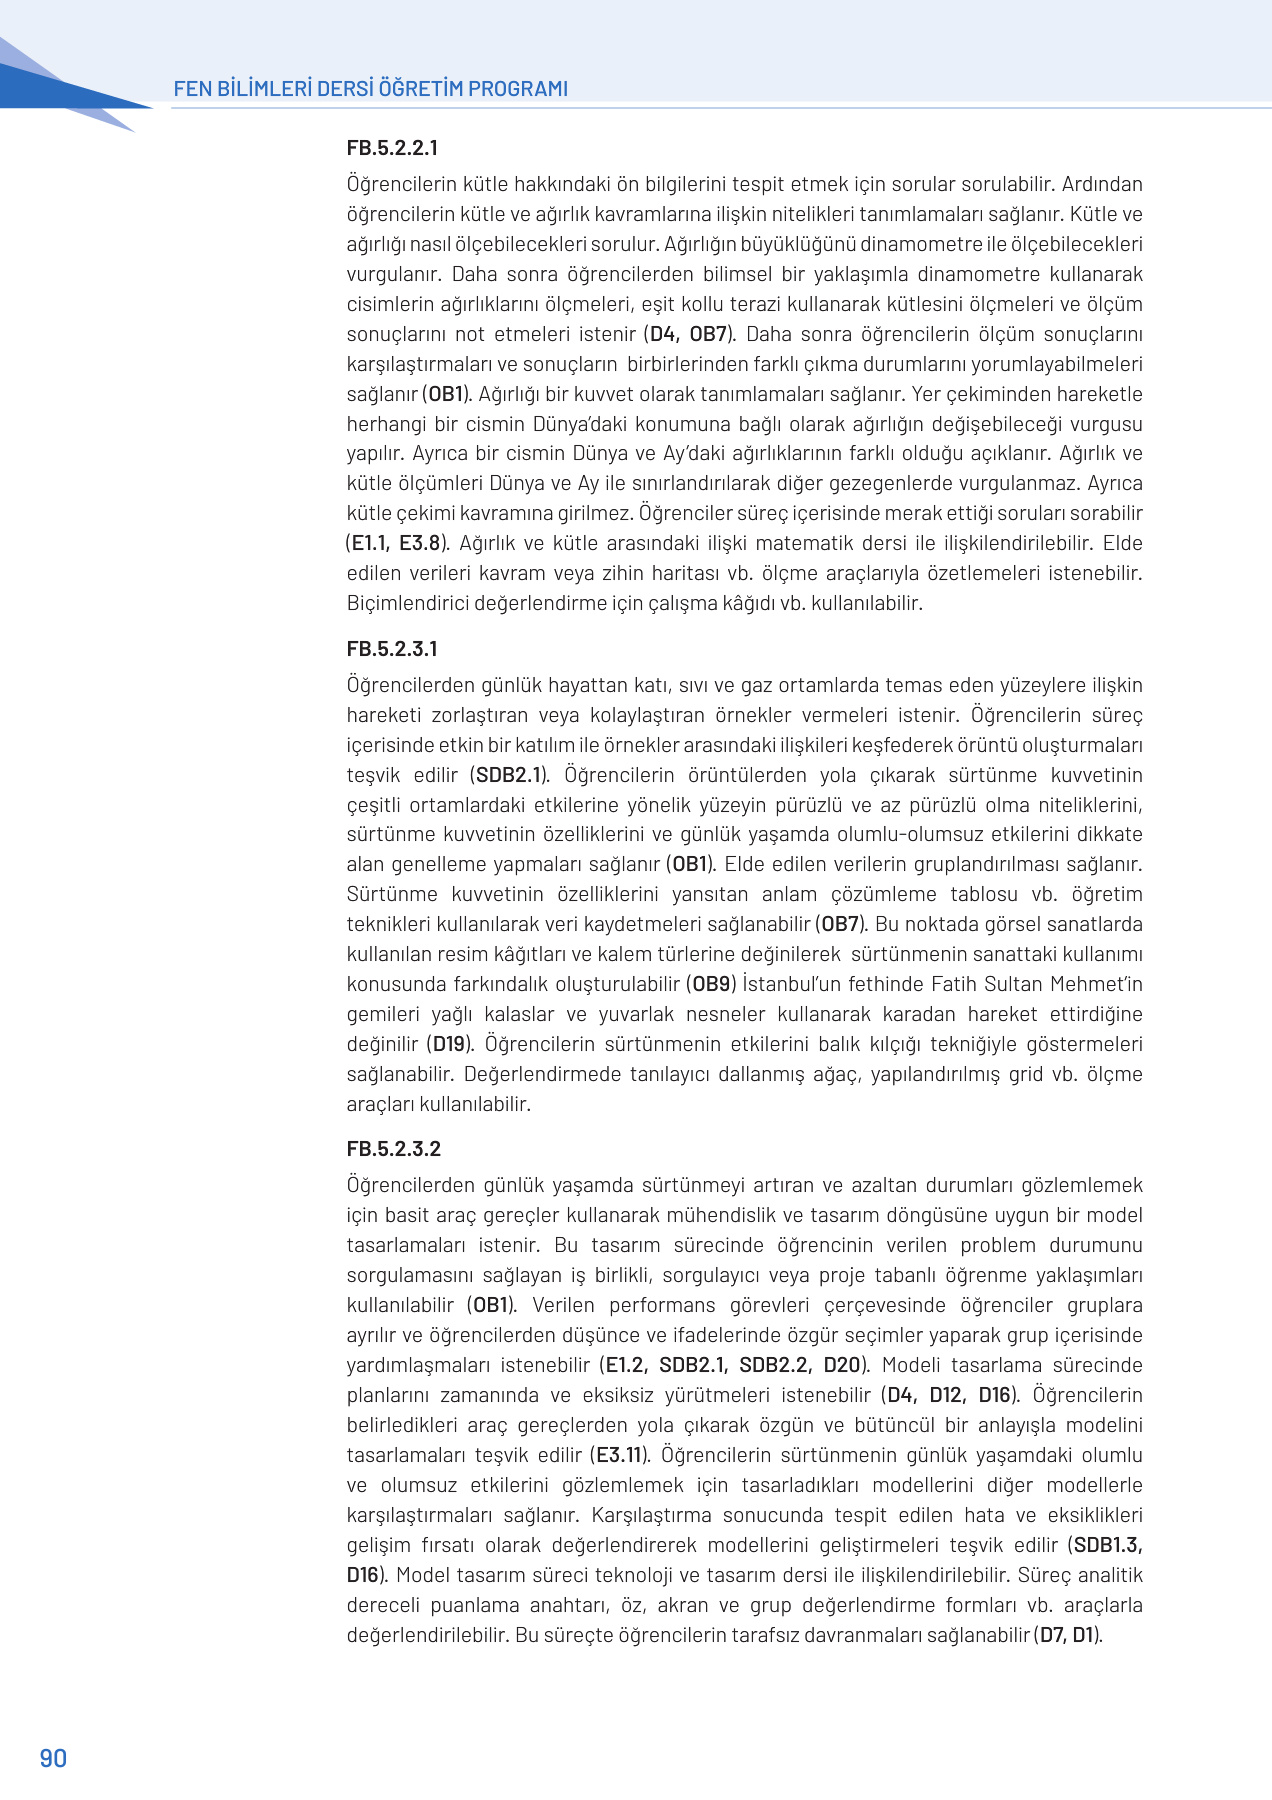 FEN BİLİMLERİ DERSİ ÖĞRETİM PROGRAMI
FB.5.2.2.1
Öğrencilerin kütle hakkındaki ön bilgilerini tespit etmek için sorular sorulabilir. Ardından
öğrencilerin kütle ve ağırlık kavramlarına ilişkin nitelikleri tanımlamaları sağlanır. Kütle ve
ağırlığı nasıl ölçebilecekleri sorulur. Ağırlığın büyüklüğünü dinamometre ile ölçebilecekleri
vurgulanır. Daha sonra öğrencilerden bilimsel bir yaklaşımla dinamometre kullanarak
cisimlerin ağırlıklarını ölçmeleri, eşit kollu terazi kullanarak kütlesini ölçmeleri ve ölçüm
sonuçlarını not etmeleri istenir (D4, OB7). Daha sonra öğrencilerin ölçüm sonuçlarını
karşılaştırmaları ve sonuçların birbirlerinden farklı çıkma durumlarını yorumlayabilmeleri
sağlanır (OB1). Ağırlığı bir kuvvet olarak tanımlamaları sağlanır. Yer çekiminden hareketle
herhangi bir cismin Dünya’daki konumuna bağlı olarak ağırlığın değişebileceği vurgusu
yapılır. Ayrıca bir cismin Dünya ve Ay’daki ağırlıklarının farklı olduğu açıklanır. Ağırlık ve
kütle ölçümleri Dünya ve Ay ile sınırlandırılarak diğer gezegenlerde vurgulanmaz. Ayrıca
kütle çekimi kavramına girilmez. Öğrenciler süreç içerisinde merak ettiği soruları sorabilir
(E1.1, E3.8). Ağırlık ve kütle arasındaki ilişki matematik dersi ile ilişkilendirilebilir. Elde
edilen verileri kavram veya zihin haritası vb. ölçme araçlarıyla özetlemeleri istenebilir.
Biçimlendirici değerlendirme için çalışma kâğıdı vb. kullanılabilir.
FB.5.2.3.1
Öğrencilerden günlük hayattan katı, sıvı ve gaz ortamlarda temas eden yüzeylere ilişkin
hareketi zorlaştıran veya kolaylaştıran örnekler vermeleri istenir. Öğrencilerin süreç
içerisinde etkin bir katılım ile örnekler arasındaki ilişkileri keşfederek örüntü oluşturmaları
teşvik edilir (SDB2.1). Öğrencilerin örüntülerden yola çıkarak sürtünme kuvvetinin
çeşitli ortamlardaki etkilerine yönelik yüzeyin pürüzlü ve az pürüzlü olma niteliklerini,
sürtünme kuvvetinin özelliklerini ve günlük yaşamda olumlu-olumsuz etkilerini dikkate
alan genelleme yapmaları sağlanır (OB1). Elde edilen verilerin gruplandırılması sağlanır.
Sürtünme kuvvetinin özelliklerini yansıtan anlam çözümleme tablosu vb. öğretim
teknikleri kullanılarak veri kaydetmeleri sağlanabilir (OB7). Bu noktada görsel sanatlarda
kullanılan resim kâğıtları ve kalem türlerine değinilerek sürtünmenin sanattaki kullanımı
konusunda farkındalık oluşturulabilir (OB9) İstanbul’un fethinde Fatih Sultan Mehmet’in
gemileri yağlı kalaslar ve yuvarlak nesneler kullanarak karadan hareket ettirdiğine
değinilir (D19). Öğrencilerin sürtünmenin etkilerini balık kılçığı tekniğiyle göstermeleri
sağlanabilir. Değerlendirmede tanılayıcı dallanmış ağaç, yapılandırılmış grid vb. ölçme
araçları kullanılabilir.
FB.5.2.3.2
Öğrencilerden günlük yaşamda sürtünmeyi artıran ve azaltan durumları gözlemlemek
için basit araç gereçler kullanarak mühendislik ve tasarım döngüsüne uygun bir model
tasarlamaları istenir. Bu tasarım sürecinde öğrencinin verilen problem durumunu
sorgulamasını sağlayan iş birlikli, sorgulayıcı veya proje tabanlı öğrenme yaklaşımları
kullanılabilir (OB1). Verilen performans görevleri çerçevesinde öğrenciler gruplara
ayrılır ve öğrencilerden düşünce ve ifadelerinde özgür seçimler yaparak grup içerisinde
yardımlaşmaları istenebilir (E1.2, SDB2.1, SDB2.2, D20). Modeli tasarlama sürecinde
planlarını zamanında ve eksiksiz yürütmeleri istenebilir (D4, D12, D16). Öğrencilerin
belirledikleri araç gereçlerden yola çıkarak özgün ve bütüncül bir anlayışla modelini
tasarlamaları teşvik edilir (E3.11). Öğrencilerin sürtünmenin günlük yaşamdaki olumlu
ve olumsuz etkilerini gözlemlemek için tasarladıkları modellerini diğer modellerle
karşılaştırmaları sağlanır. Karşılaştırma sonucunda tespit edilen hata ve eksiklikleri
gelişim fırsatı olarak değerlendirerek modellerini geliştirmeleri teşvik edilir (SDB1.3,
D16). Model tasarım süreci teknoloji ve tasarım dersi ile ilişkilendirilebilir. Süreç analitik
dereceli puanlama anahtarı, öz, akran ve grup değerlendirme formları vb. araçlarla
değerlendirilebilir. Bu süreçte öğrencilerin tarafsız davranmaları sağlanabilir (D7, D1).
90